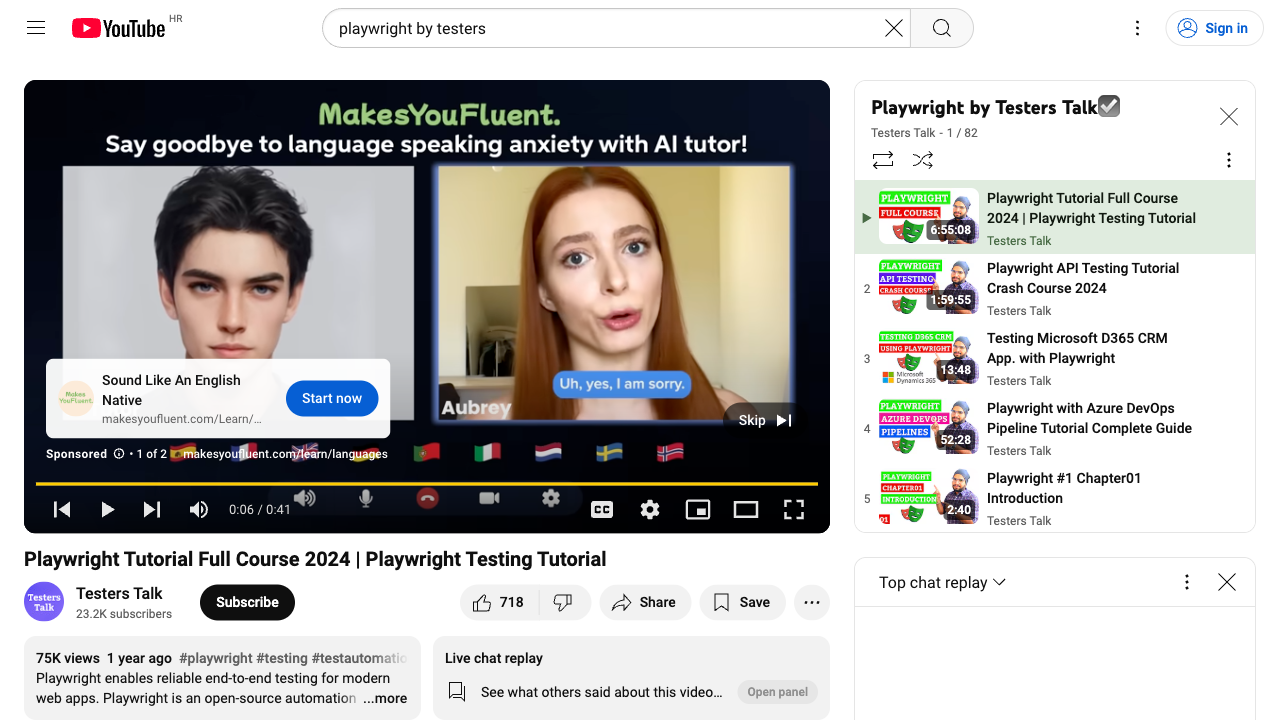 YouTube HR
playwright by testers
Sign in
MakesYouFluent.
Say goodbye to language speaking anxiety with AI tutor!
Uh, yes, I am sorry.
Aubrey
Makes
YouFluent.
Sound Like An English
Native
makesyoufluent.com/Learn/...
Start now
Skip
Sponsored • 1 of 2 • makesyoufluent.com/learn/languages
0:06 / 0:41
CC
Playwright Tutorial Full Course 2024 | Playwright Testing Tutorial
Testers
Talk
Testers Talk
23.2K subscribers
Subscribe
718
Share
Save
75K views 1 year ago #playwright #testing #testautomatic
Playwright enables reliable end-to-end testing for modern
web apps. Playwright is an open-source automation ...more
Live chat replay
See what others said about this video...
Open panel
Playwright by Testers Talk
Testers Talk - 1 / 82
PLAYWRIGHT
FULL COURSE
6:55:08
Playwright Tutorial Full Course
2024 | Playwright Testing Tutorial
Testers Talk
2
PLAYWRIGHT
API TESTING
CRASH COURSE
1:59:55
Playwright API Testing Tutorial
Crash Course 2024
Testers Talk
3
TESTING D365 CRM
USING PLAYWRIGHT
Microsoft
Dynamics 365
13:48
Testing Microsoft D365 CRM
App. with Playwright
Testers Talk
4
PLAYWRIGHT
AZURE DEVOPS
PIPELINES
52:28
Playwright with Azure DevOps
Pipeline Tutorial Complete Guide
Testers Talk
5
PLAYWRIGHT
CHAPTER01
INTRODUCTION
01
2:40
Playwright #1 Chapter01
Introduction
Testers Talk
Top chat replay